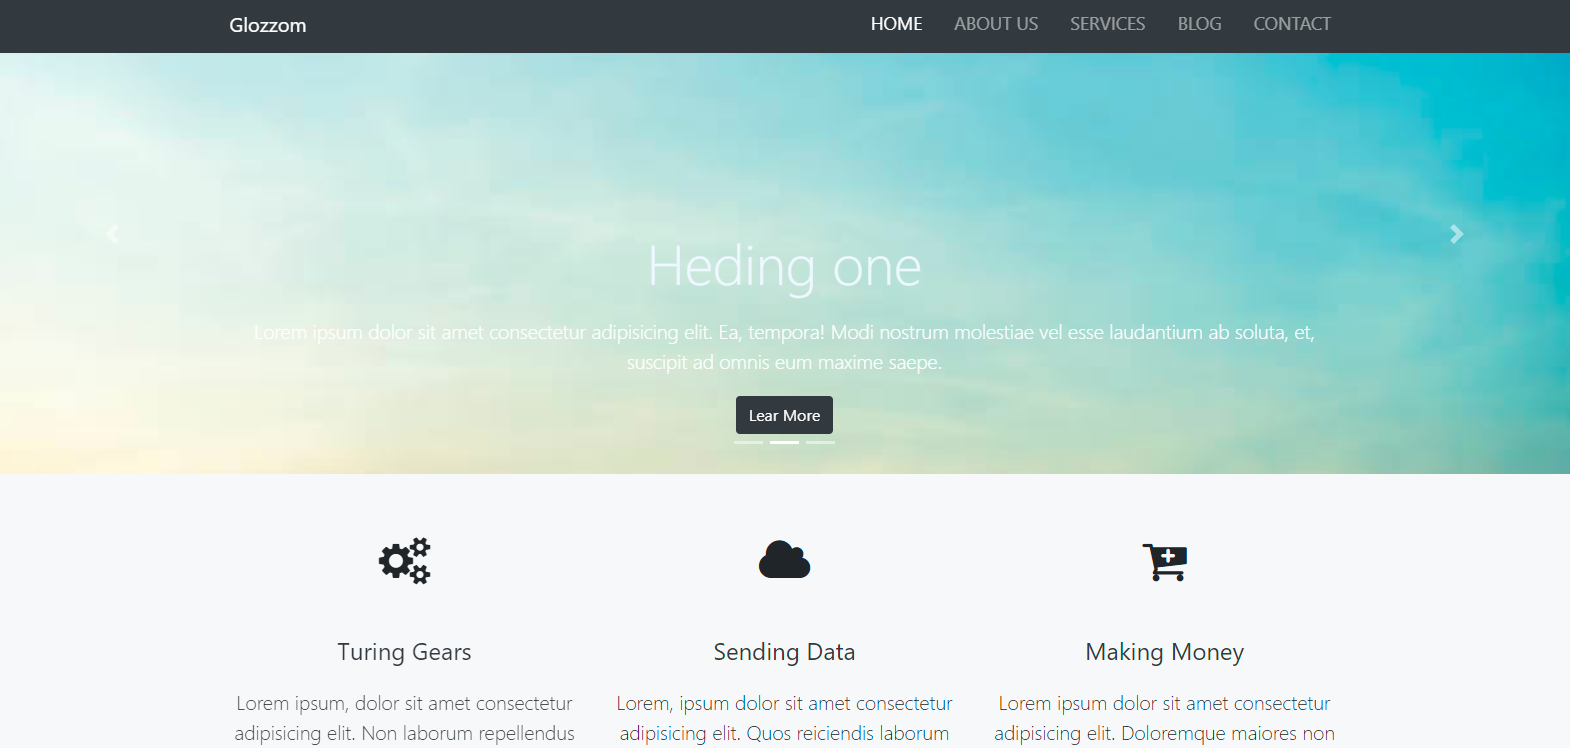 Glozzom
HOME ABOUT US SERVICES BLOG CONTACT
Heding one
Lorem ipsum dolor sit amet consectetur adipisicing elit. Ea, tempora! Modi nostrum molestiae vel esse laudantium ab soluta, et,
suscipit ad omnis eum maxime saepe.
Lear More
Turing Gears
Lorem ipsum, dolor sit amet consectetur
adipisicing elit. Non laborum repellendus
Sending Data
Lorem, ipsum dolor sit amet consectetur
adipisicing elit. Quos reiciendis laborum
Making Money
Lorem ipsum dolor sit amet consectetur
adipisicing elit. Doloremque maiores non